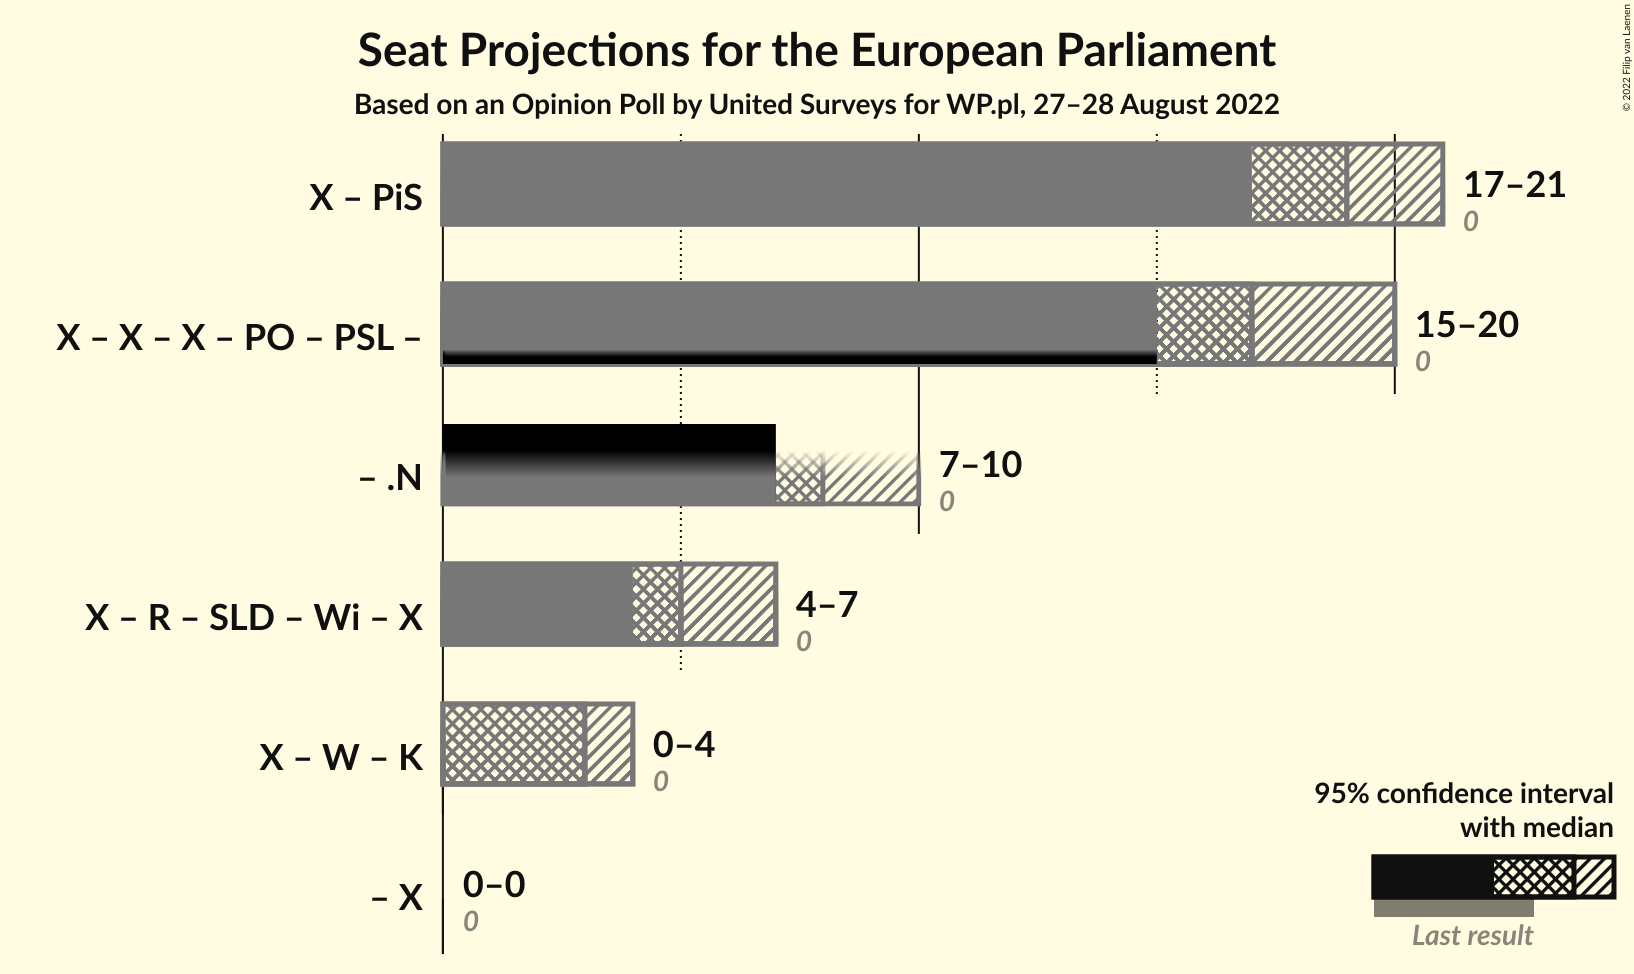 Seat Projections for the European Parliament
Based on an Opinion Poll by United Surveys for WP.pl, 27–28 August 2022
© 2022 Filip van Laenen
X – PiS
17–21
0
X – X – X – PO – PSL –
15–20
0
– .N
7–10
0
X – R – SLD – Wi – X
4–7
0
X – W – K
0–4
0
– X
0–0
0
95% confidence interval
with median
Last result